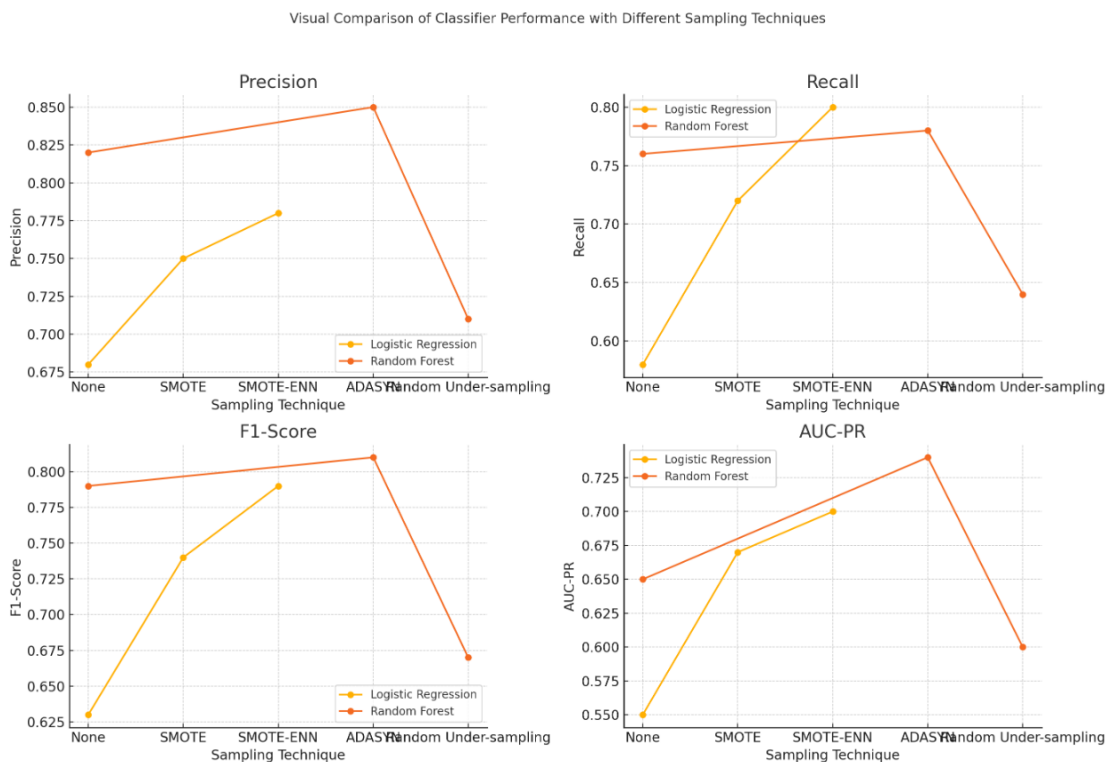 Visual Comparison of Classifier Performance with Different Sampling Techniques
Precision
0.850
0.825
0.800
0.775
0.750
0.725
0.700
0.675
Precision
Logistic Regression
Random Forest
None SMOTE SMOTE-ENN ADASYN Random Under-sampling
Sampling Technique
Recall
0.80
0.75
0.70
0.65
0.60
Recall
Logistic Regression
Random Forest
None SMOTE SMOTE-ENN ADASYN Random Under-sampling
Sampling Technique
F1-Score
0.800
0.775
0.750
0.725
0.700
0.675
0.650
0.625
F1-Score
Logistic Regression
Random Forest
None SMOTE SMOTE-ENN ADASYN Random Under-sampling
Sampling Technique
AUC-PR
0.725
0.700
0.675
0.650
0.625
0.600
0.575
0.550
AUC-PR
Logistic Regression
Random Forest
None SMOTE SMOTE-ENN ADASYN Random Under-sampling
Sampling Technique